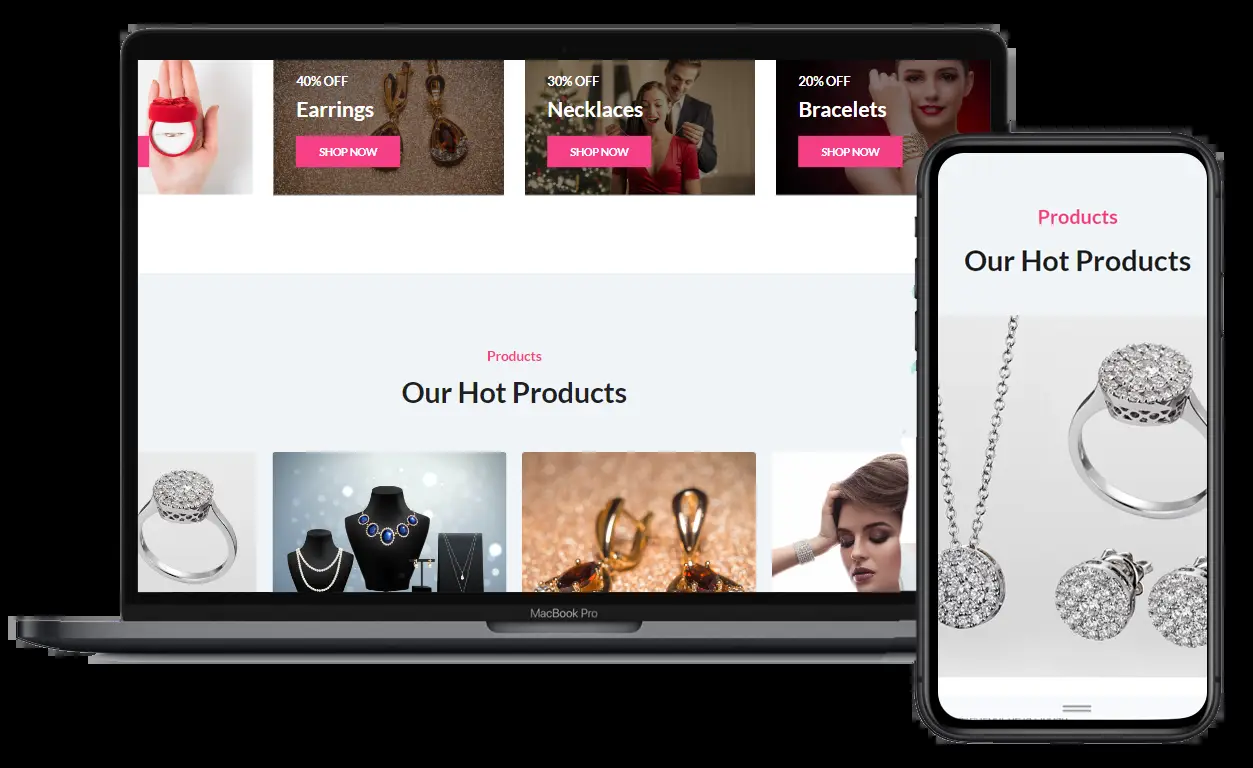 40% OFF
Earrings
SHOP NOW
30% OFF
Necklaces
SHOP NOW
20% OFF
Bracelets
SHOP NOW
Products
Our Hot Products
MacBook Pro
Products
Our Hot Products